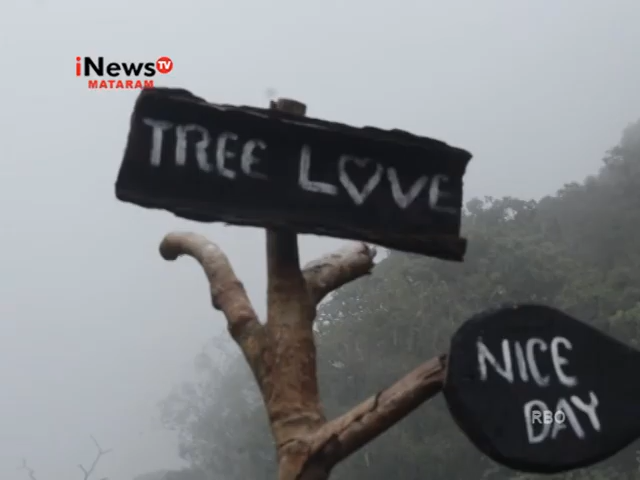 iNews TV
MATARAM
TREE LOVE
NICE
DAY
RBO